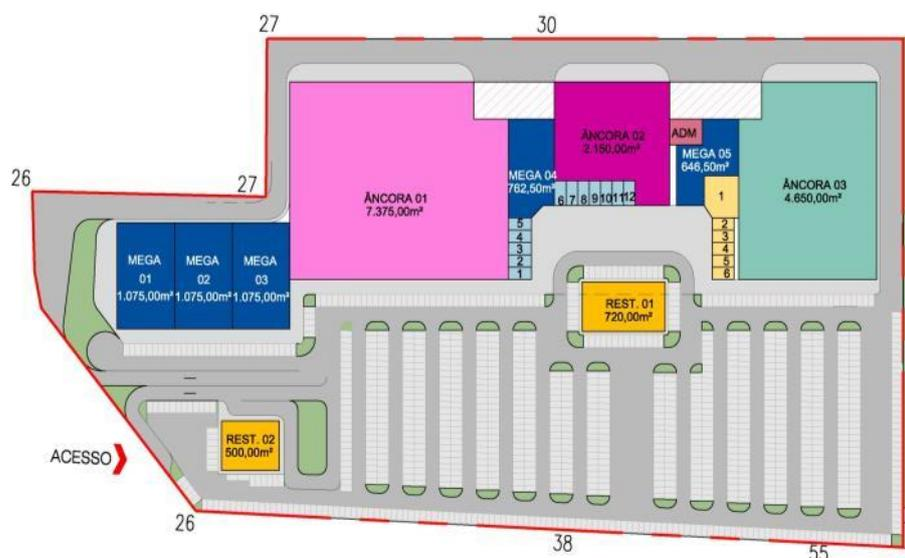 27
30
26
27
ÂNCORA 01
7.375,00m²
MEGA 04
762,50m²
ÂNCORA 02
2.150,00m²
ADM
MEGA 05
646,50m²
ÂNCORA 03
4.650,00m²
6 7 8 9 10 11 12
5
4
3
2
1
1
2
3
4
5
6
MEGA
01
1.075,00m²
MEGA
02
1.075,00m²
MEGA
03
1.075,00m²
REST. 01
720,00m²
REST. 02
500,00m²
ACESSO
26
38
55